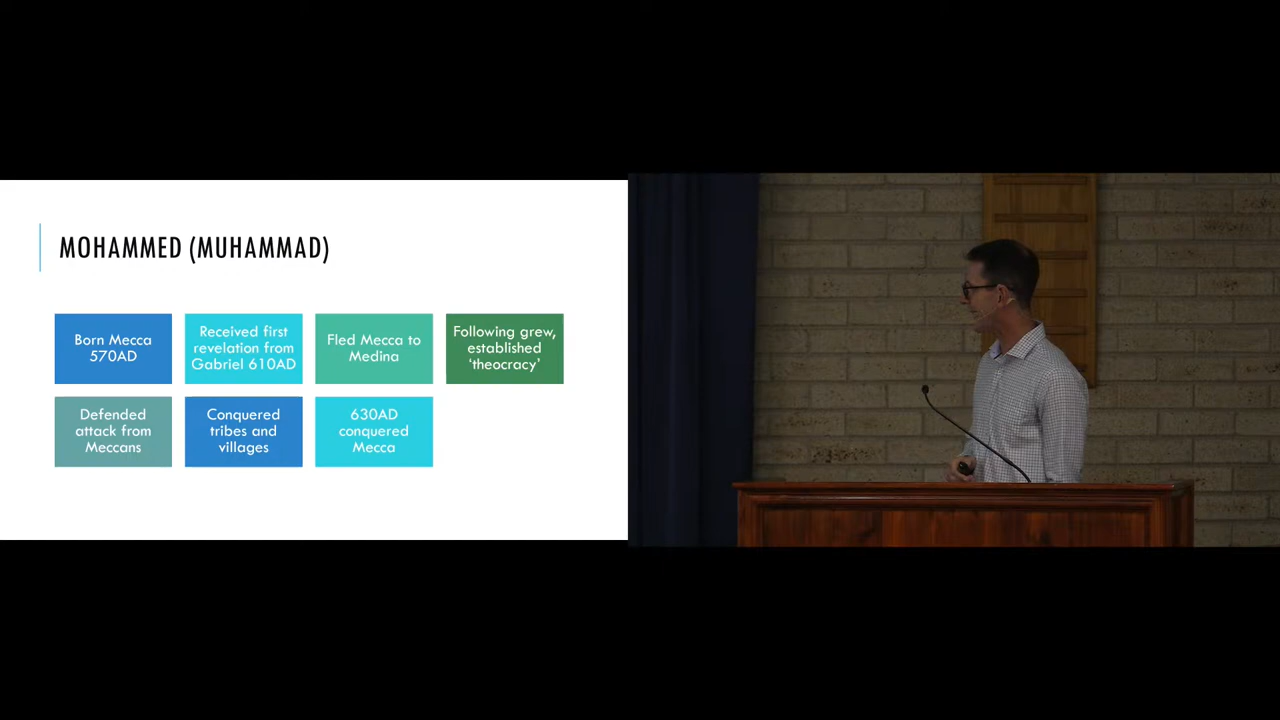 MOHAMMED (MUHAMMAD)
Born Mecca
570AD
Received first
revelation from
Gabriel 610AD
Fled Mecca to
Medina
Following grew,
established
‘theocracy’
Defended
attack from
Meccans
Conquered
tribes and
villages
630AD
conquered
Mecca